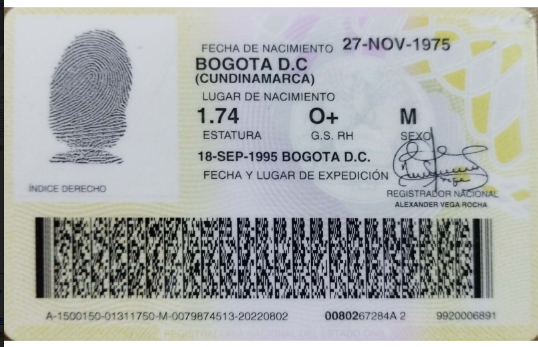 FECHA DE NACIMIENTO 27-NOV-1975
BOGOTA D.C
(CUNDINAMARCA)
LUGAR DE NACIMIENTO
1.74 O+ M
ESTATURA G.S. RH SEXO
18-SEP-1995 BOGOTA D.C.
FECHA Y LUGAR DE EXPEDICIÓN
REGISTRADOR NACIONAL
ALEXANDER VEGA ROCHA
ÍNDICE DERECHO
A-1500150-01311750-M-0079874513-20220802 0080267284A 2 9920006891